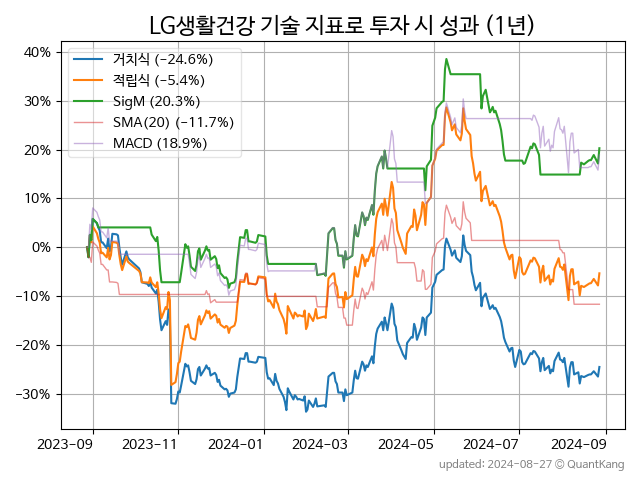 LG생활건강 기술 지표로 투자 시 성과 (1년)
거치식 (−24.6%)
적립식 (−5.4%)
SigM (20.3%)
SMA(20) (−11.7%)
MACD (18.9%)
40%
30%
20%
10%
0%
−10%
−20%
−30%
2023−09 2023−11 2024−01 2024−03 2024−05 2024−07 2024−09
updated: 2024−08−27 © QuantKang